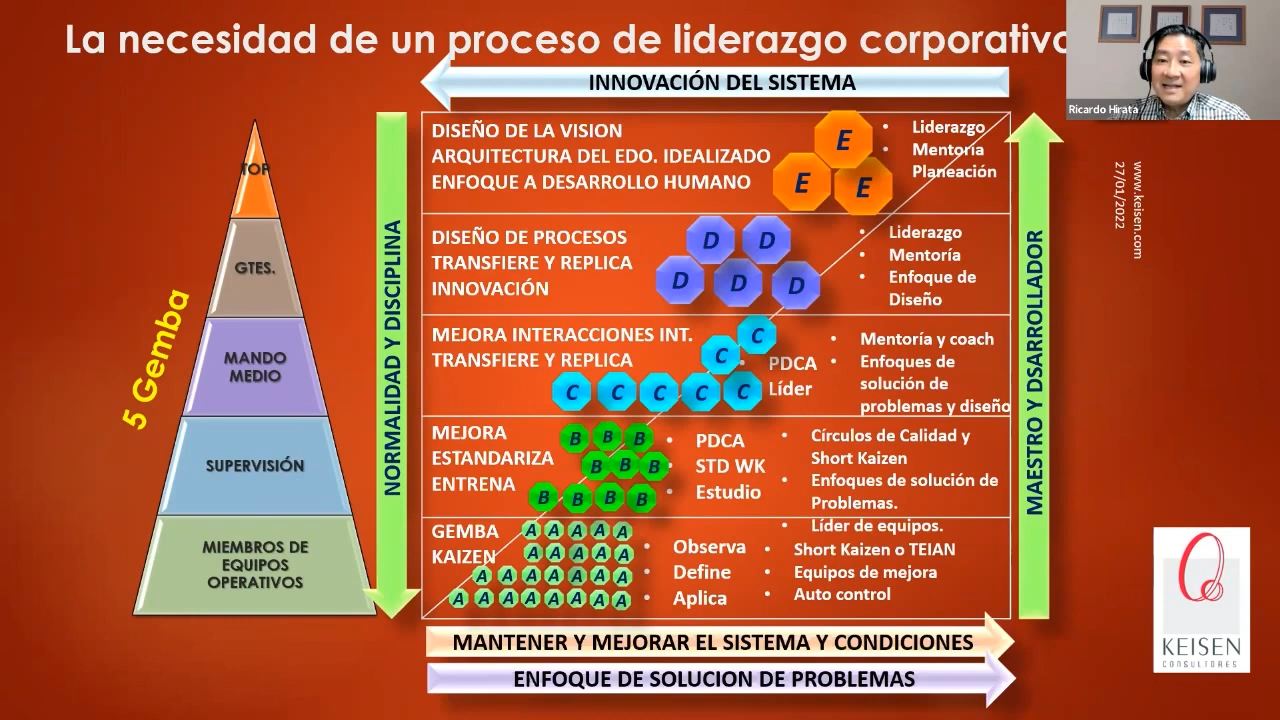 La necesidad de un proceso de liderazgo corporativo
Ricardo Hirata
www.keisen.com
27/01/2022
INNOVACIÓN DEL SISTEMA
5 Gemba
TOP
GTES.
MANDO
MEDIO
SUPERVISIÓN
MIEMBROS DE
EQUIPOS
OPERATIVOS
NORMALIDAD Y DISCIPLINA
DISEÑO DE LA VISION
ARQUITECTURA DEL EDO. IDEALIZADO
ENFOQUE A DESARROLLO HUMANO
E
E E
• Liderazgo
• Mentoría
Planeación
DISEÑO DE PROCESOS
TRANSFIERE Y REPLICA
INNOVACIÓN
D D
D D D
• Liderazgo
• Mentoría
• Enfoque de
Diseño
MEJORA INTERACCIONES INT.
TRANSFIERE Y REPLICA
C
C
C C C C C
• PDCA
Líder
• Mentoría y coach
• Enfoques de
solución de
problemas y diseño
MEJORA
ESTANDARIZA
ENTRENA
B B B
B B B
B B B B
• PDCA
• STD WK
• Estudio
• Círculos de Calidad y
Short Kaizen
• Enfoques de solución de
Problemas.
• Líder de equipos.
GEMBA
KAIZEN
A A A A A
A A A A A
A A A A A A A
A A A A A A A A
• Observa
• Define
• Aplica
• Short Kaizen o TEIAN
• Equipos de mejora
• Auto control
MAESTRO Y DSARROLLADOR
MANTENER Y MEJORAR EL SISTEMA Y CONDICIONES
ENFOQUE DE SOLUCION DE PROBLEMAS
KEISEN
CONSULTORES